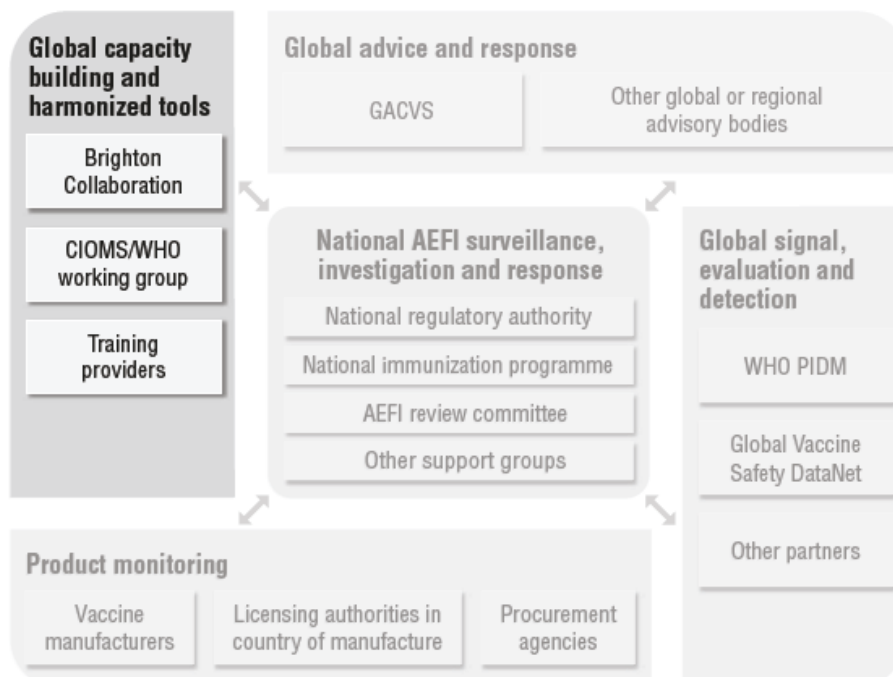 Global capacity
building and
harmonized tools
Brighton
Collaboration
CIOMS/WHO
working group
Training
providers
Global advice and response
GACVS
Other global or regional
advisory bodies
National AEFI surveillance,
investigation and response
National regulatory authority
National immunization programme
AEFI review committee
Other support groups
Global signal,
evaluation and
detection
WHO PIDM
Global Vaccine
Safety DataNet
Other partners
Product monitoring
Vaccine
manufacturers
Licensing authorities in
country of manufacture
Procurement
agencies